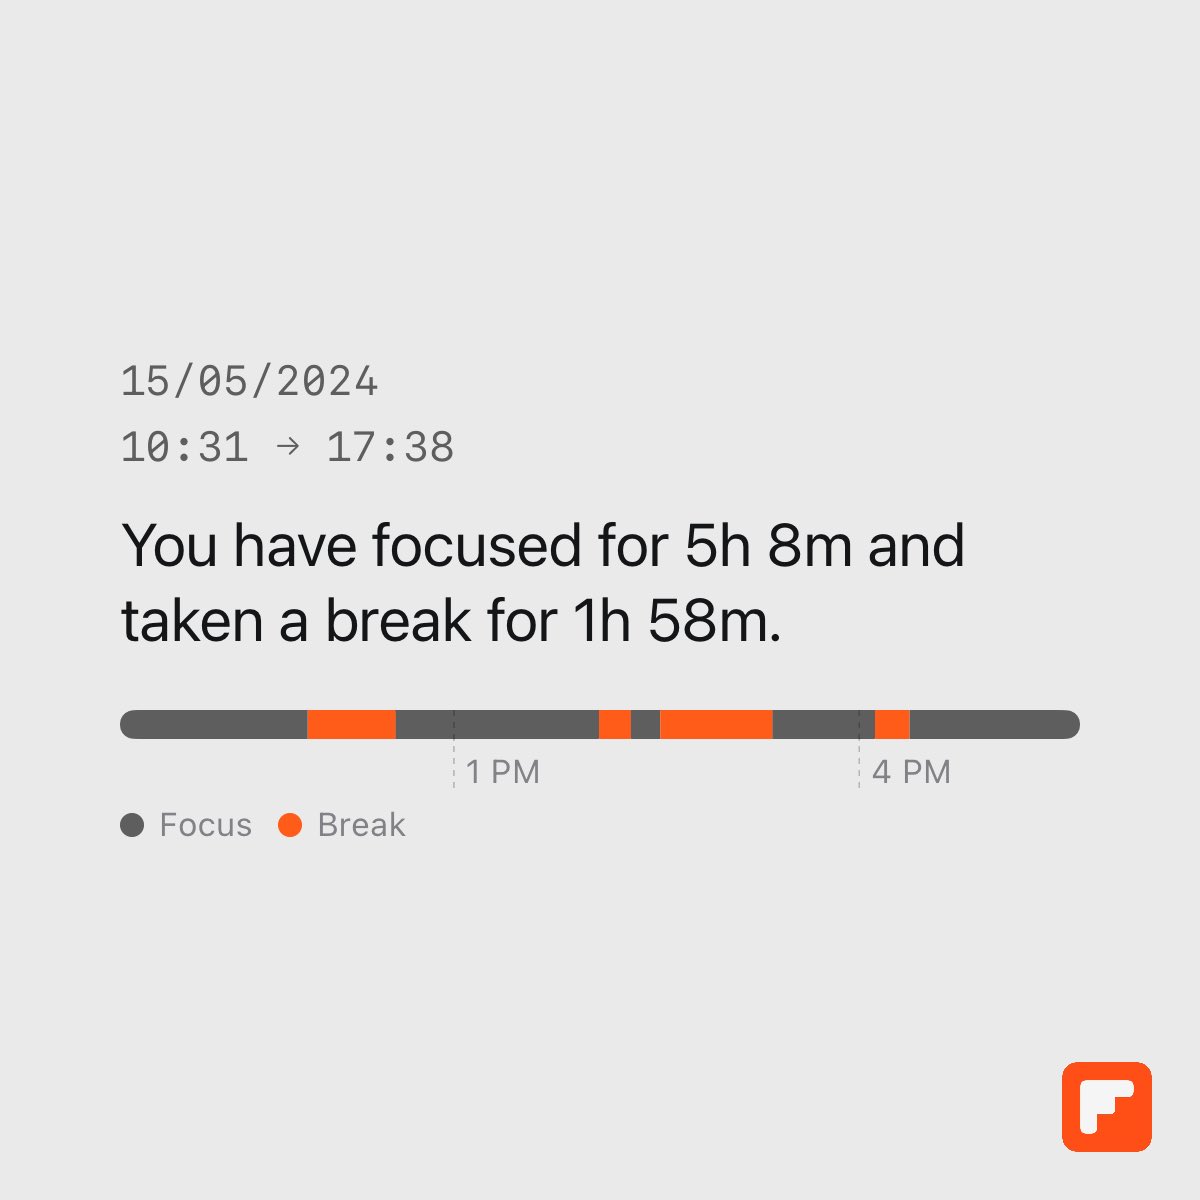 15/05/2024
10:31 → 17:38
You have focused for 5h 8m and
taken a break for 1h 58m.
1 PM
4 PM
Focus
Break